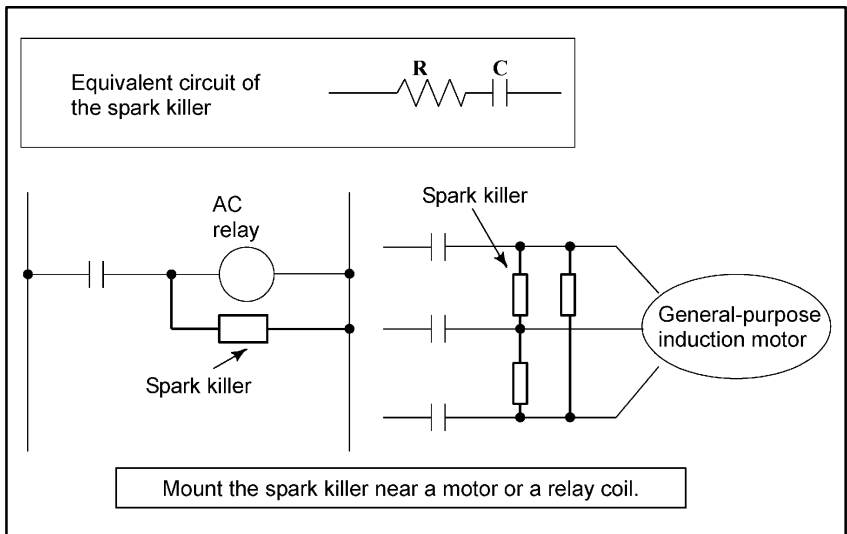 Equivalent circuit of
the spark killer
R
C
AC
relay
Spark killer
Spark killer
General-purpose
induction motor
Mount the spark killer near a motor or a relay coil.